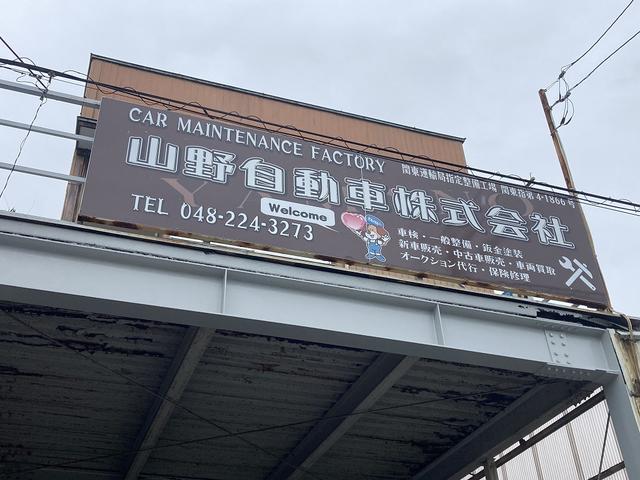 CAR MAINTENANCE FACTORY
関東運輸局指定整備工場 関東指第4-1866号
山野自動車株式会社
TEL 048-224-3273
Welcome
車検・一般整備・鈑金塗装
新車販売・中古車販売・車両買取
オークション代行・保険修理